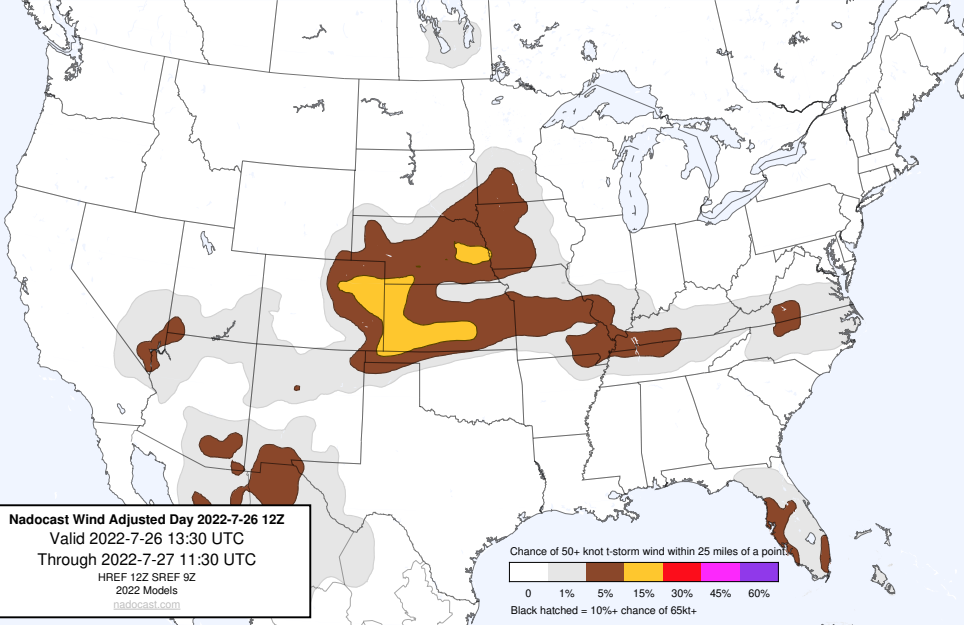 Nadocast Wind Adjusted Day 2022-7-26 12Z
Valid 2022-7-26 13:30 UTC
Through 2022-7-27 11:30 UTC
HREF 12Z SREF 9Z
2022 Models
nadocast.com
Chance of 50+ knot t-storm wind within 25 miles of a point.
0 1% 5% 15% 30% 45% 60%
Black hatched = 10%+ chance of 65kt+